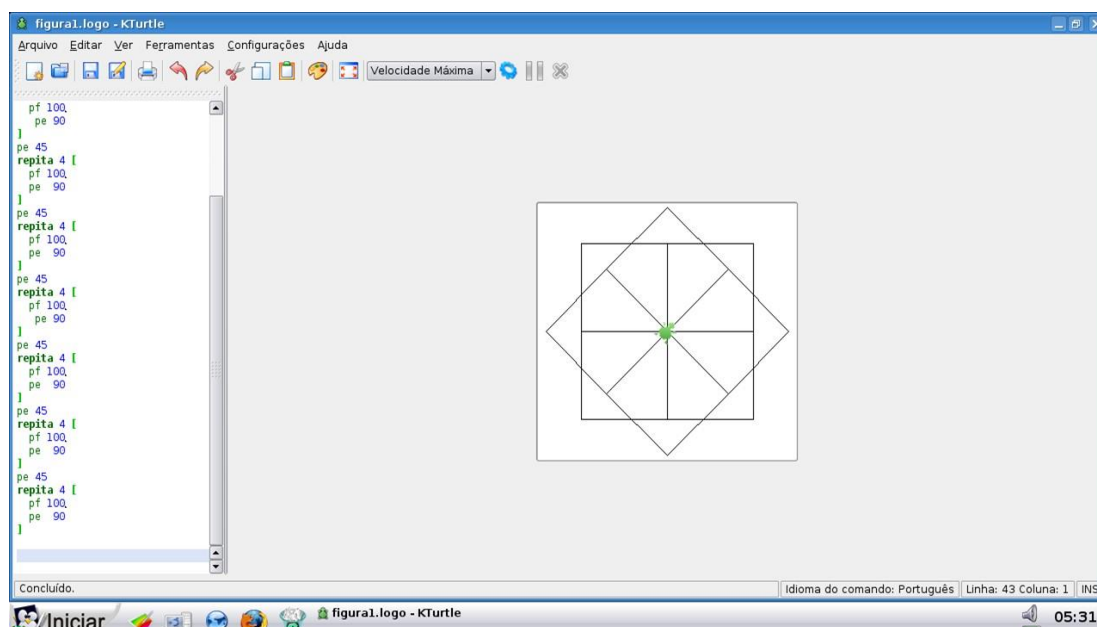 figura1.logo - KTurtle
Arquivo Editar Ver Ferramentas Configurações Ajuda
Velocidade Máxima
pf 100,
pe 90
]
pe 45
repita 4 [
pf 100,
pe 90
]
pe 45
repita 4 [
pf 100,
pe 90
]
pe 45
repita 4 [
pf 100,
pe 90
]
pe 45
repita 4 [
pf 100,
pe 90
]
pe 45
repita 4 [
pf 100,
pe 90
]
pe 45
repita 4 [
pf 100,
pe 90
]
Concluído. Idioma do comando: Português Linha: 43 Coluna: 1 INS
Iniciar figura1.logo - KTurtle 05:31